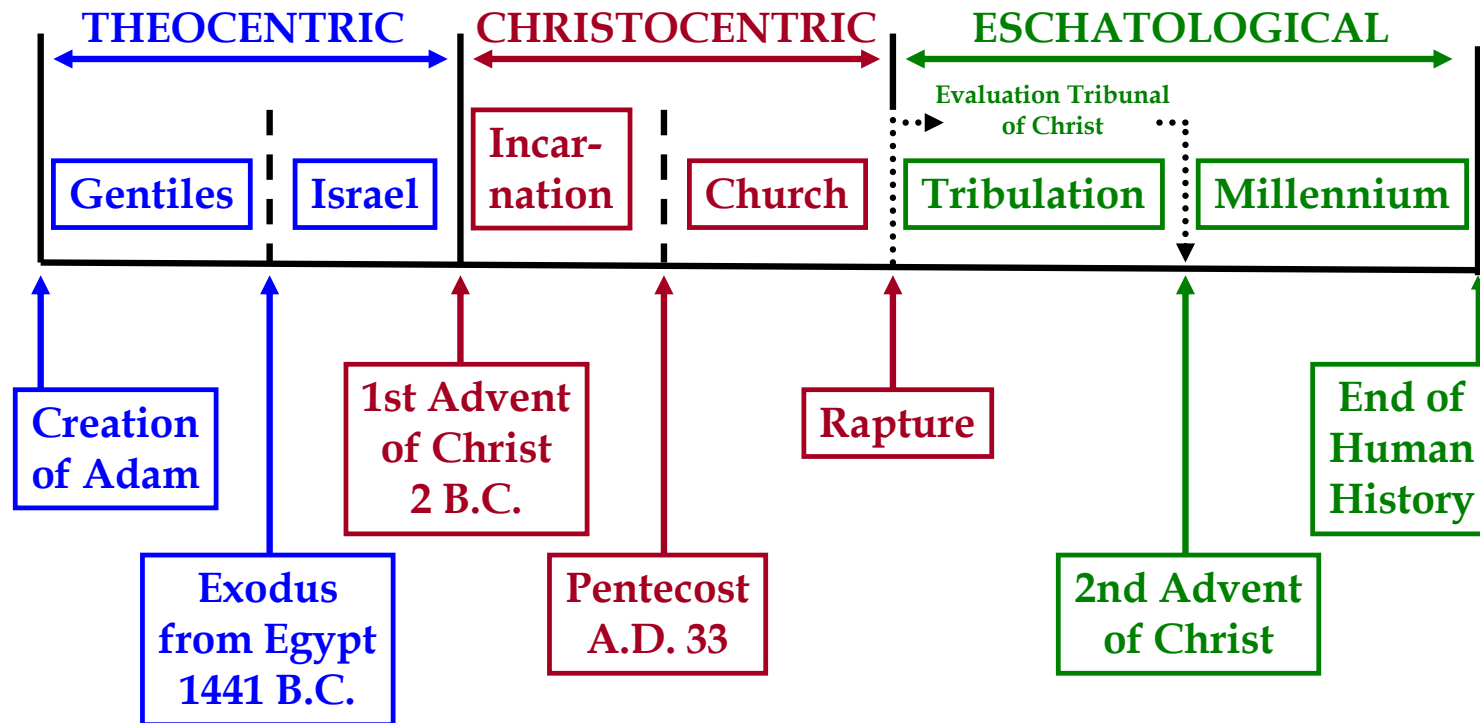 THEOCENTRIC
CHRISTOCENTRIC
ESCHATOLOGICAL
Evaluation Tribunal
of Christ
Gentiles
Israel
Incar-
nation
Church
Tribulation
Millennium
Creation
of Adam
Exodus
from Egypt
1441 B.C.
1st Advent
of Christ
2 B.C.
Pentecost
A.D. 33
Rapture
2nd Advent
of Christ
End of
Human
History